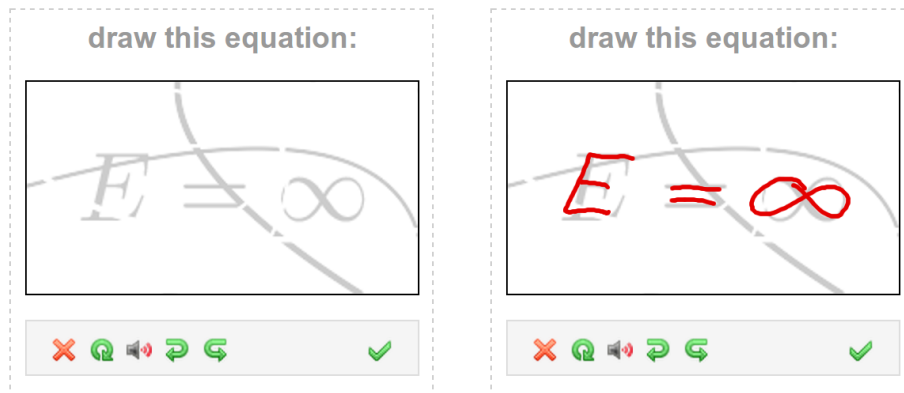 draw this equation:
E = ∞
draw this equation:
E = ∞